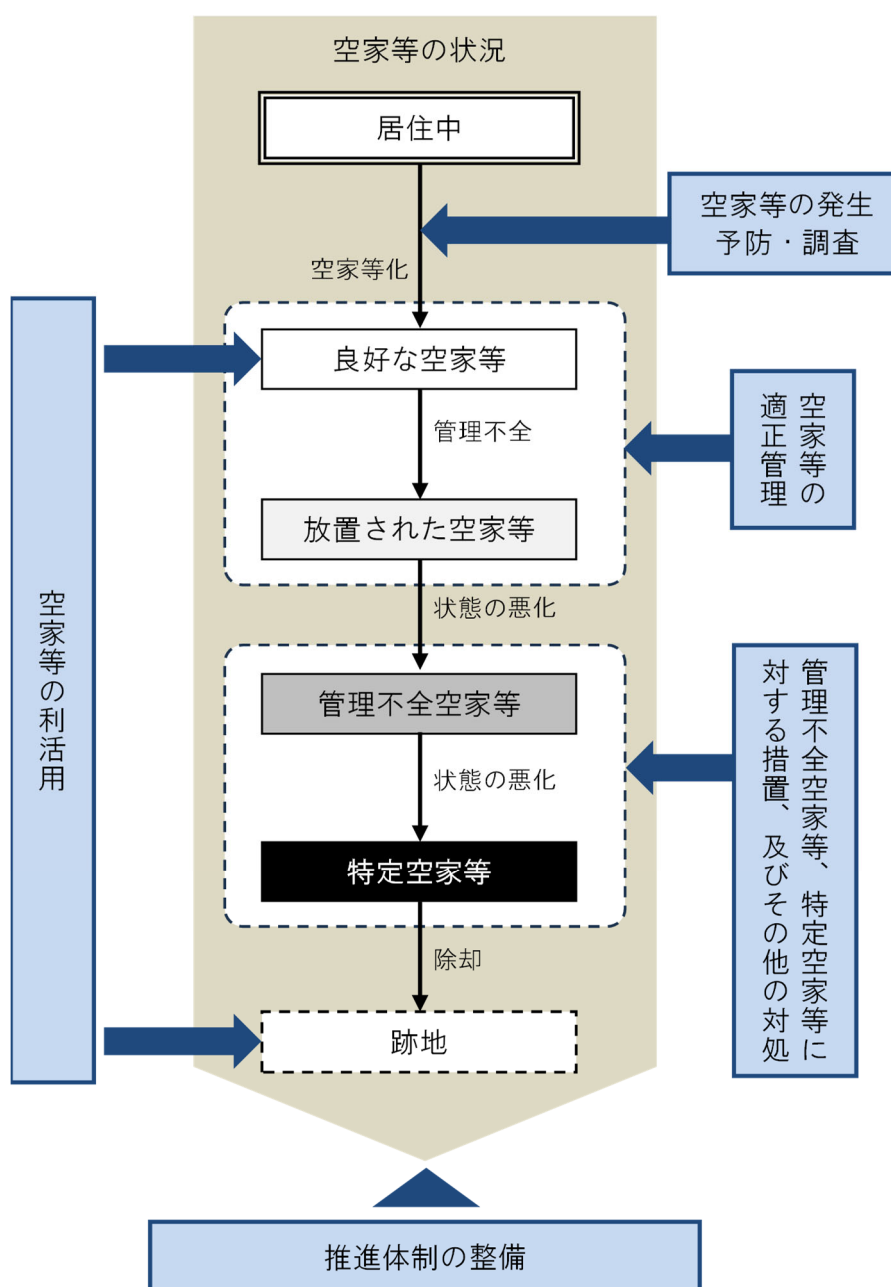 空家等の状況
居住中
空家等の発生
予防・調査
空家等化
良好な空家等
管理不全
空家等の
適正管理
放置された空家等
状態の悪化
空家等の利活用
管理不全空家等
管理不全空家等、特定空家等に
対する措置、及びその他の対処
状態の悪化
特定空家等
除却
跡地
推進体制の整備